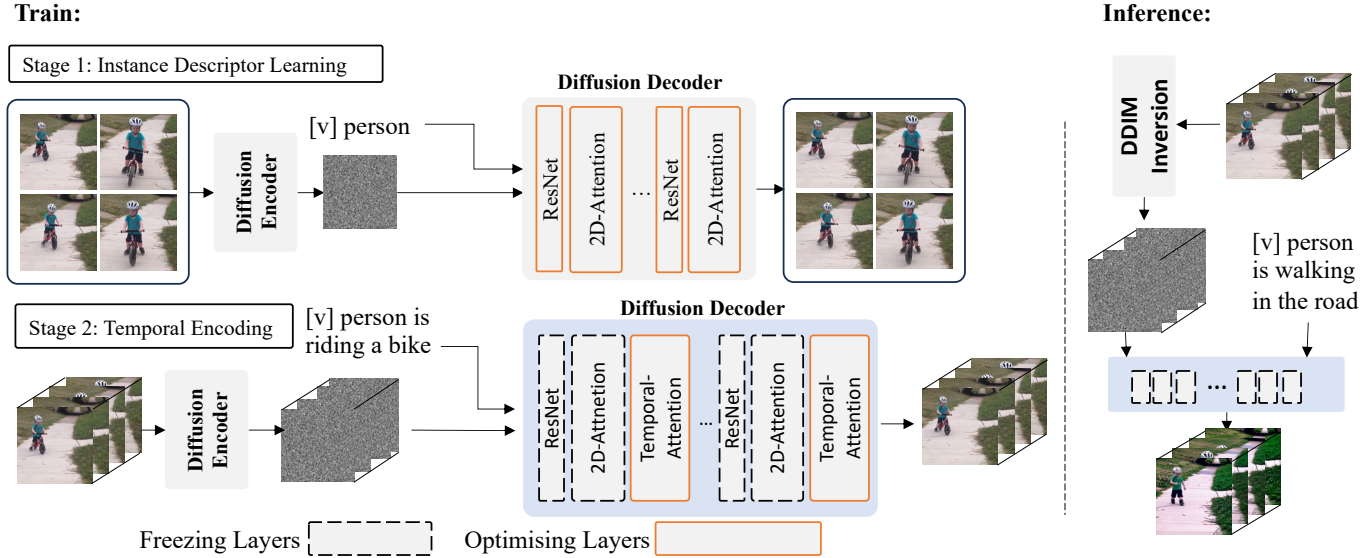 Train:
Stage 1: Instance Descriptor Learning
Diffusion
Encoder
[v] person
Diffusion Decoder
ResNet
2D-Attention
...
ResNet
2D-Attention
Stage 2: Temporal Encoding
Diffusion
Encoder
[v] person is
riding a bike
Diffusion Decoder
ResNet
2D-Attnetion
Temporal-
Attention
...
ResNet
2D-Attention
Temporal-
Attention
Freezing Layers
Optimising Layers
Inference:
DDIM
Inversion
[v] person
is walking
in the road
...